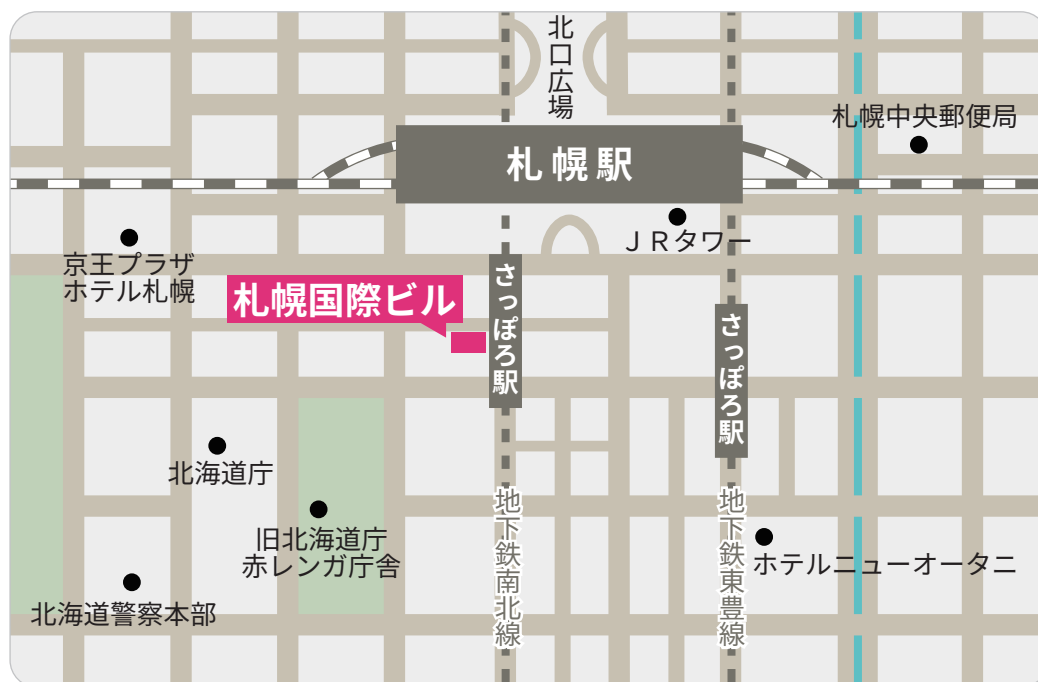 北口広場
札幌中央郵便局
札幌駅
ＪＲタワー
京王プラザ
ホテル札幌
札幌国際ビル
さっぽろ駅
さっぽろ駅
北海道庁
旧北海道庁
赤レンガ庁舎
地下鉄南北線
地下鉄東豊線
ホテルニューオータニ
北海道警察本部